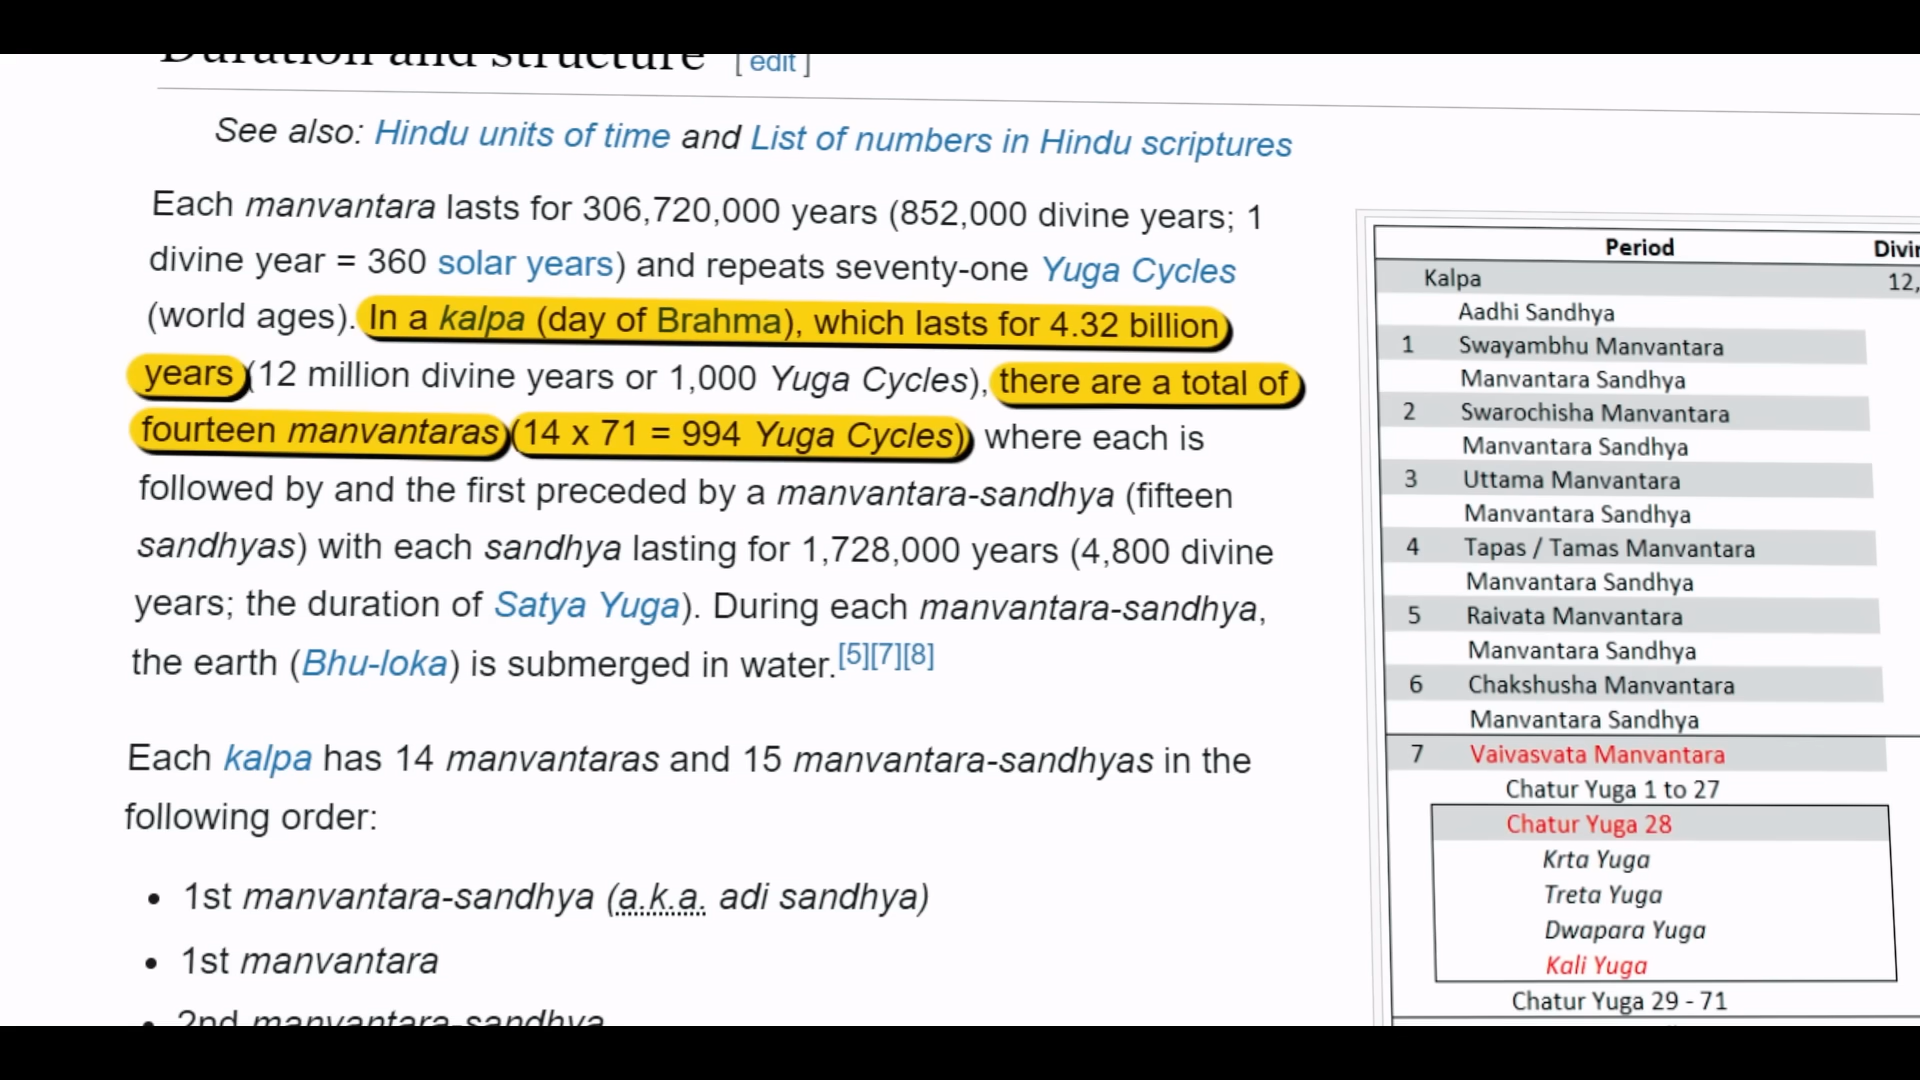 Duration and structure [ edit ]
See also: Hindu units of time and List of numbers in Hindu scriptures
Each manvantara lasts for 306,720,000 years (852,000 divine years; 1
divine year = 360 solar years) and repeats seventy-one Yuga Cycles
(world ages). In a kalpa (day of Brahma), which lasts for 4.32 billion
years (12 million divine years or 1,000 Yuga Cycles), there are a total of
fourteen manvantaras (14 x 71 = 994 Yuga Cycles), where each is
followed by and the first preceded by a manvantara-sandhya (fifteen
sandhyas) with each sandhya lasting for 1,728,000 years (4,800 divine
years; the duration of Satya Yuga). During each manvantara-sandhya,
the earth (Bhu-loka) is submerged in water.[5][7][8]
Each kalpa has 14 manvantaras and 15 manvantara-sandhyas in the
following order:
• 1st manvantara-sandhya (a.k.a. adi sandhya)
• 1st manvantara
• 2nd manvantara-sandhya
Period Divin
Kalpa 12,
Aadhi Sandhya
1 Swayambhu Manvantara
Manvantara Sandhya
2 Swarochisha Manvantara
Manvantara Sandhya
3 Uttama Manvantara
Manvantara Sandhya
4 Tapas / Tamas Manvantara
Manvantara Sandhya
5 Raivata Manvantara
Manvantara Sandhya
6 Chakshusha Manvantara
Manvantara Sandhya
7 Vaivasvata Manvantara
Chatur Yuga 1 to 27
Chatur Yuga 28
Krta Yuga
Treta Yuga
Dwapara Yuga
Kali Yuga
Chatur Yuga 29 - 71